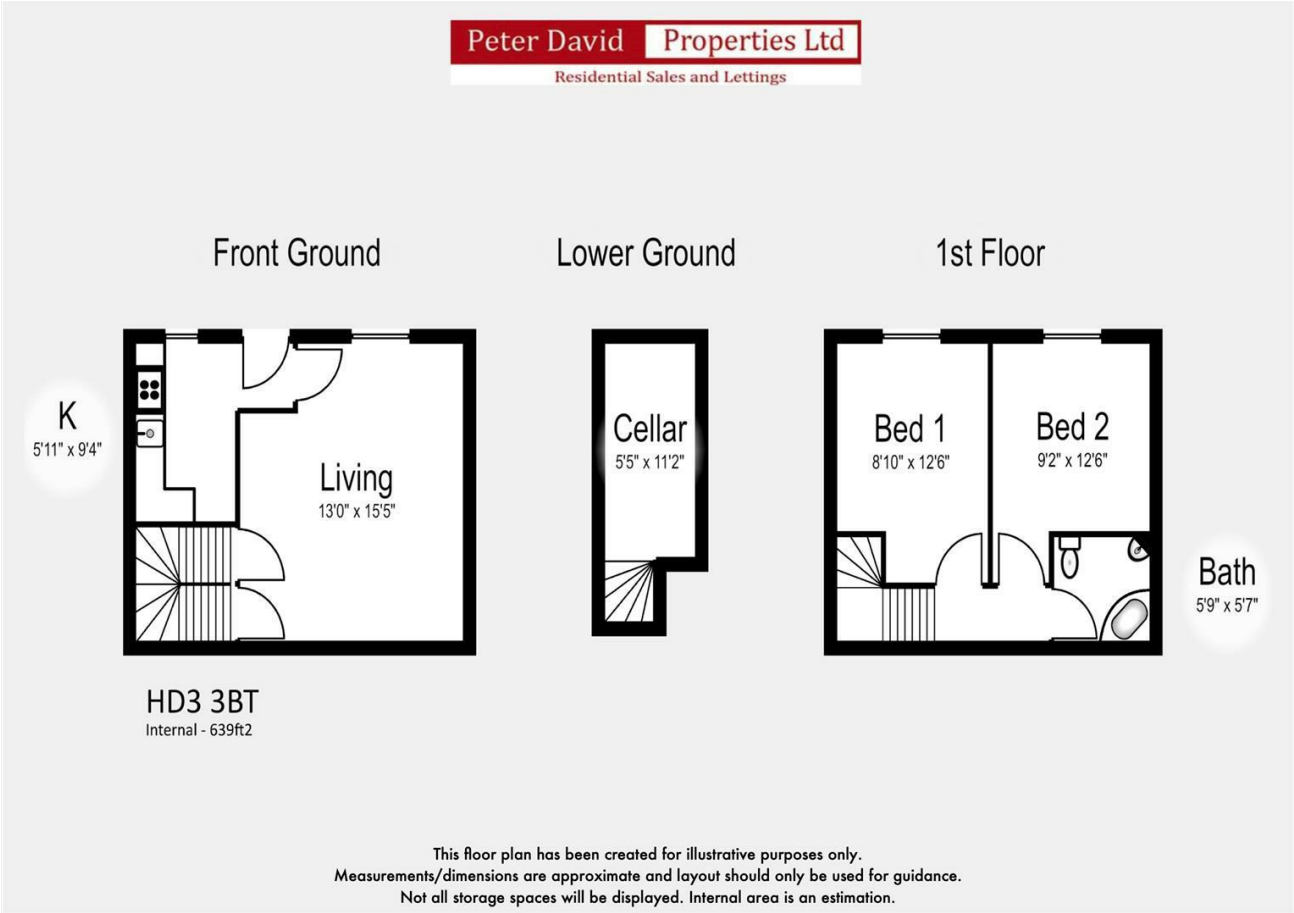 Peter David Properties Ltd
Residential Sales and Lettings
Front Ground
Lower Ground
1st Floor
K
5'11" x 9'4"
Living
13'0" x 15'5"
Cellar
5'5" x 11'2"
Bed 1
8'10" x 12'6"
Bed 2
9'2" x 12'6"
Bath
5'9" x 5'7"
HD3 3BT
Internal - 639ft2
This floor plan has been created for illustrative purposes only.
Measurements/dimensions are approximate and layout should only be used for guidance.
Not all storage spaces will be displayed. Internal area is an estimation.